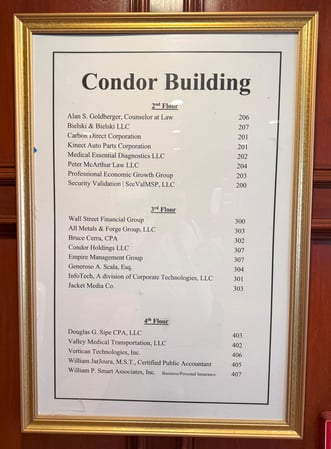 Condor Building
2nd Floor
Alan S. Goldberger, Counselor at Law 206
Bielski & Bielski LLC 207
Carbon Direct Corporation 201
Kinect Auto Parts Corporation 201
Medical Essential Diagnostics LLC 202
Peter McArthur Law LLC 204
Professional Economic Growth Group 203
Security Validation | SecValMSP, LLC 200
3rd Floor
Wall Street Financial Group 300
All Metals & Forge Group, LLC 303
Bruce Cerra, CPA 302
Condor Holdings LLC 307
Empire Management Group 307
Generoso A. Scala, Esq. 304
InfoTech, A division of Corporate Technologies, LLC 301
Jacket Media Co. 303
4th Floor
Douglas G. Sipe CPA, LLC 403
Valley Medical Transportation, LLC 402
Vertican Technologies, Inc. 406
William JarJoura, M.S.T., Certified Public Accountant 405
William P. Smart Associates, Inc. Business/Personal Insurance 407